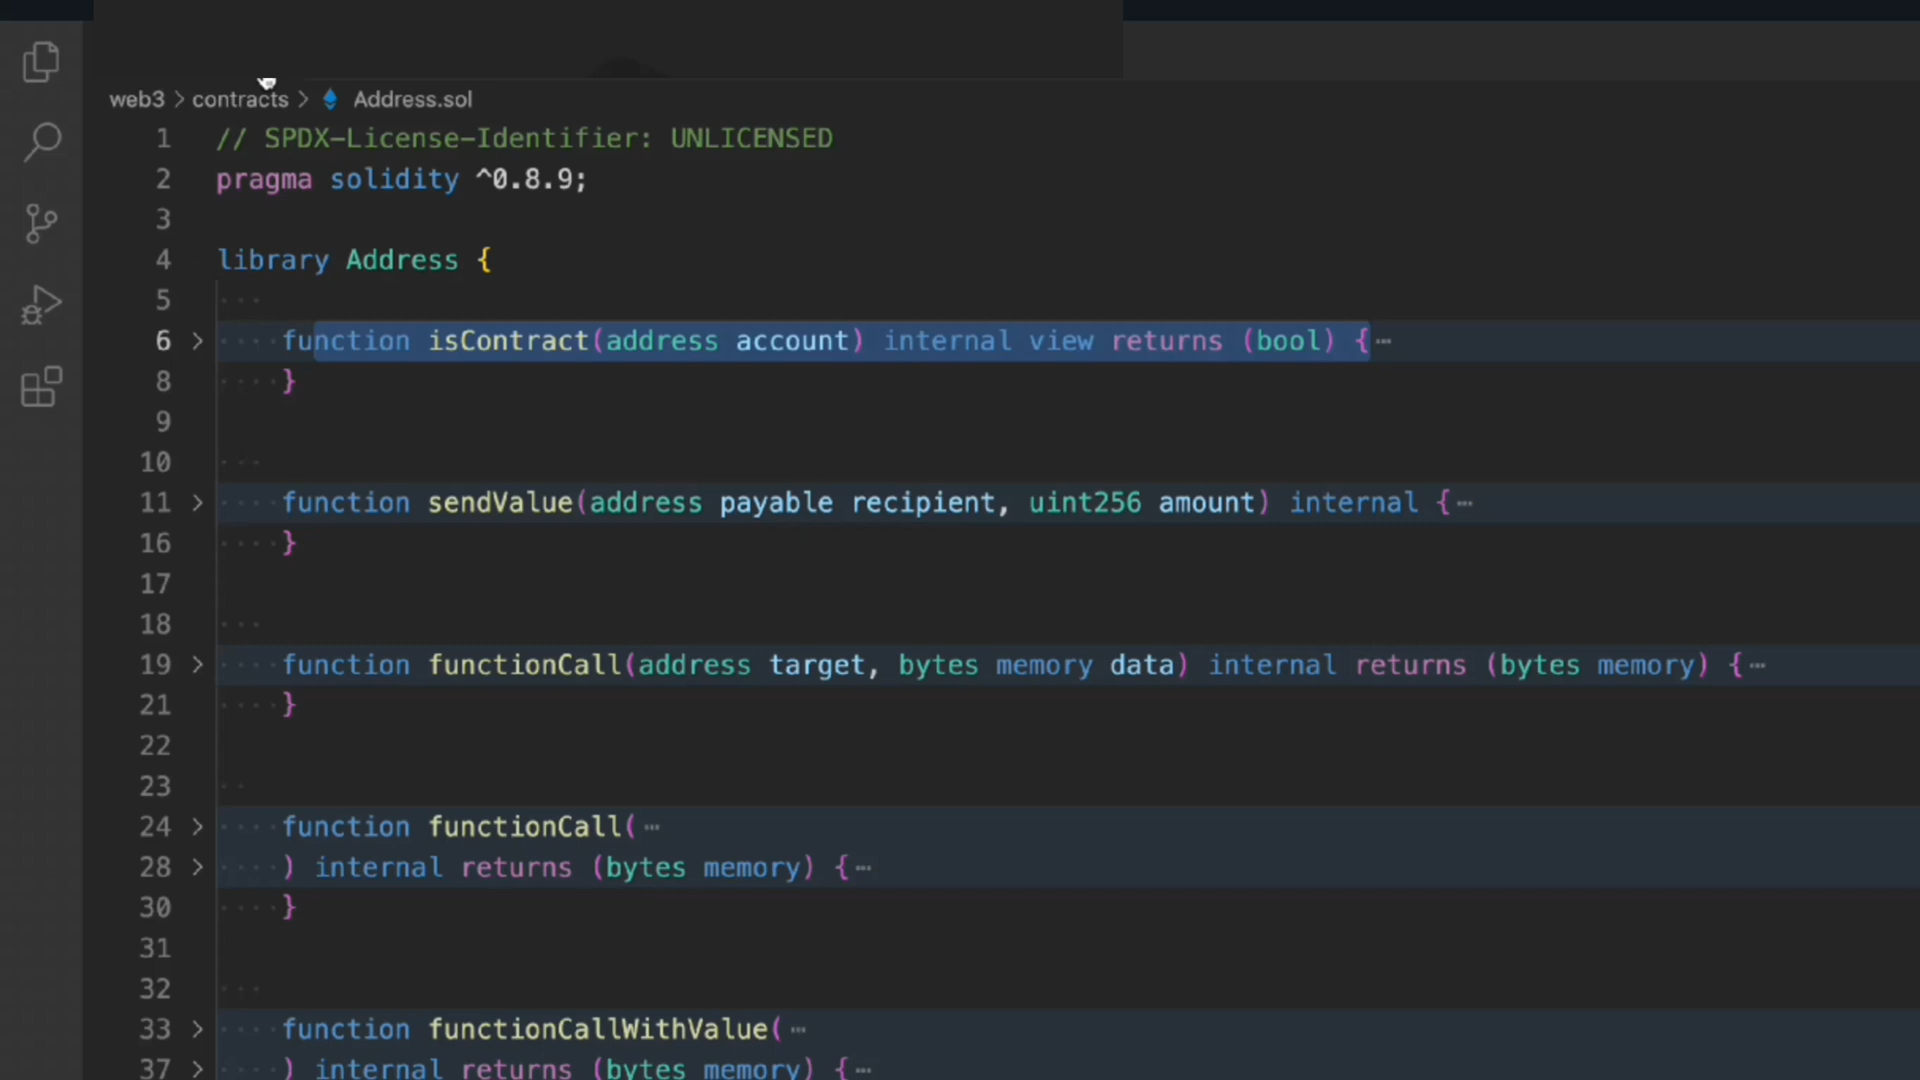 web3 > contracts > Address.sol
1 // SPDX-License-Identifier: UNLICENSED
2 pragma solidity ^0.8.9;
3
4 library Address {
5
6 function isContract(address account) internal view returns (bool) {…
8 }
9
10
11 function sendValue(address payable recipient, uint256 amount) internal {…
16 }
17
18
19 function functionCall(address target, bytes memory data) internal returns (bytes memory) {…
21 }
22
23
24 function functionCall(…
28 ) internal returns (bytes memory) {…
30 }
31
32
33 function functionCallWithValue(…
37 ) internal returns (bytes memory) {…